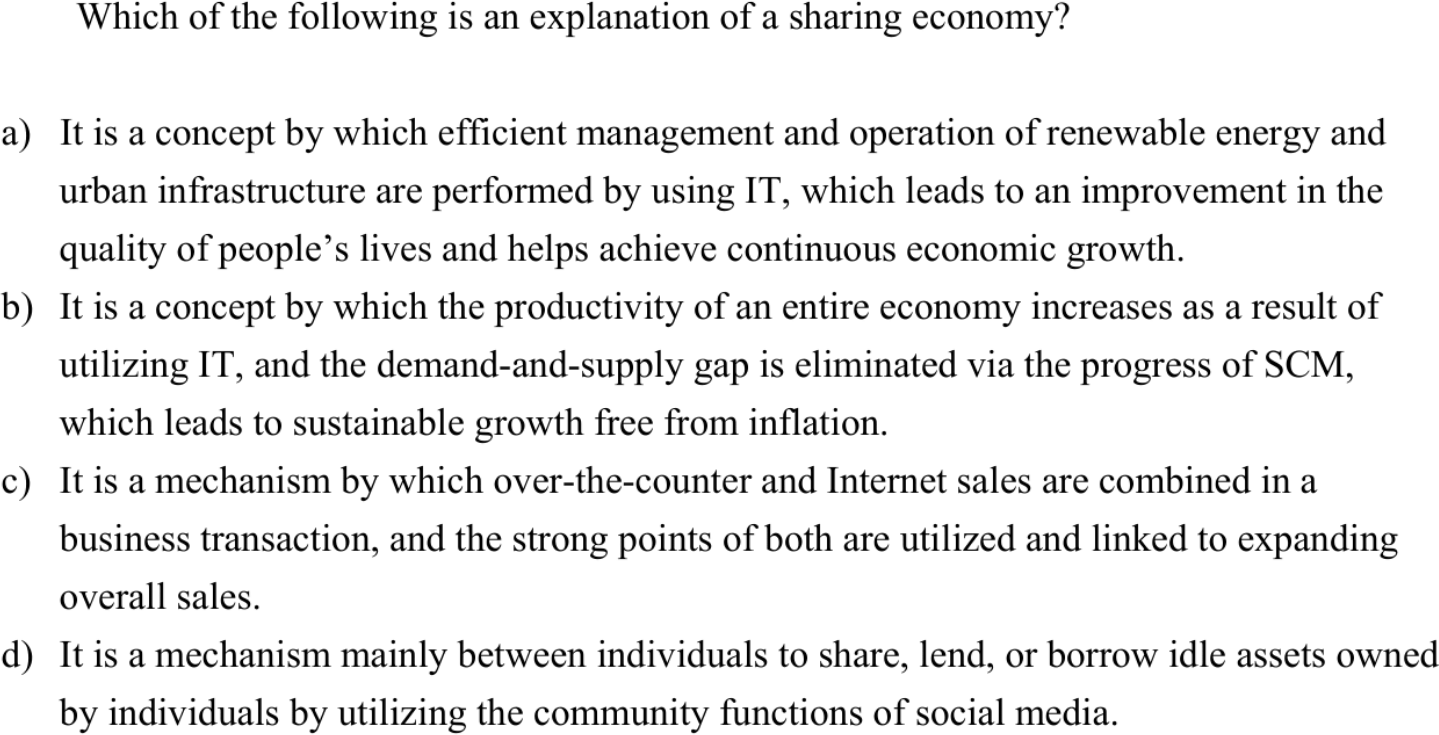 Which of the following is an explanation of a sharing economy?
a) It is a concept by which efficient management and operation of renewable energy and
urban infrastructure are performed by using IT, which leads to an improvement in the
quality of people’s lives and helps achieve continuous economic growth.
b) It is a concept by which the productivity of an entire economy increases as a result of
utilizing IT, and the demand-and-supply gap is eliminated via the progress of SCM,
which leads to sustainable growth free from inflation.
c) It is a mechanism by which over-the-counter and Internet sales are combined in a
business transaction, and the strong points of both are utilized and linked to expanding
overall sales.
d) It is a mechanism mainly between individuals to share, lend, or borrow idle assets owned
by individuals by utilizing the community functions of social media.